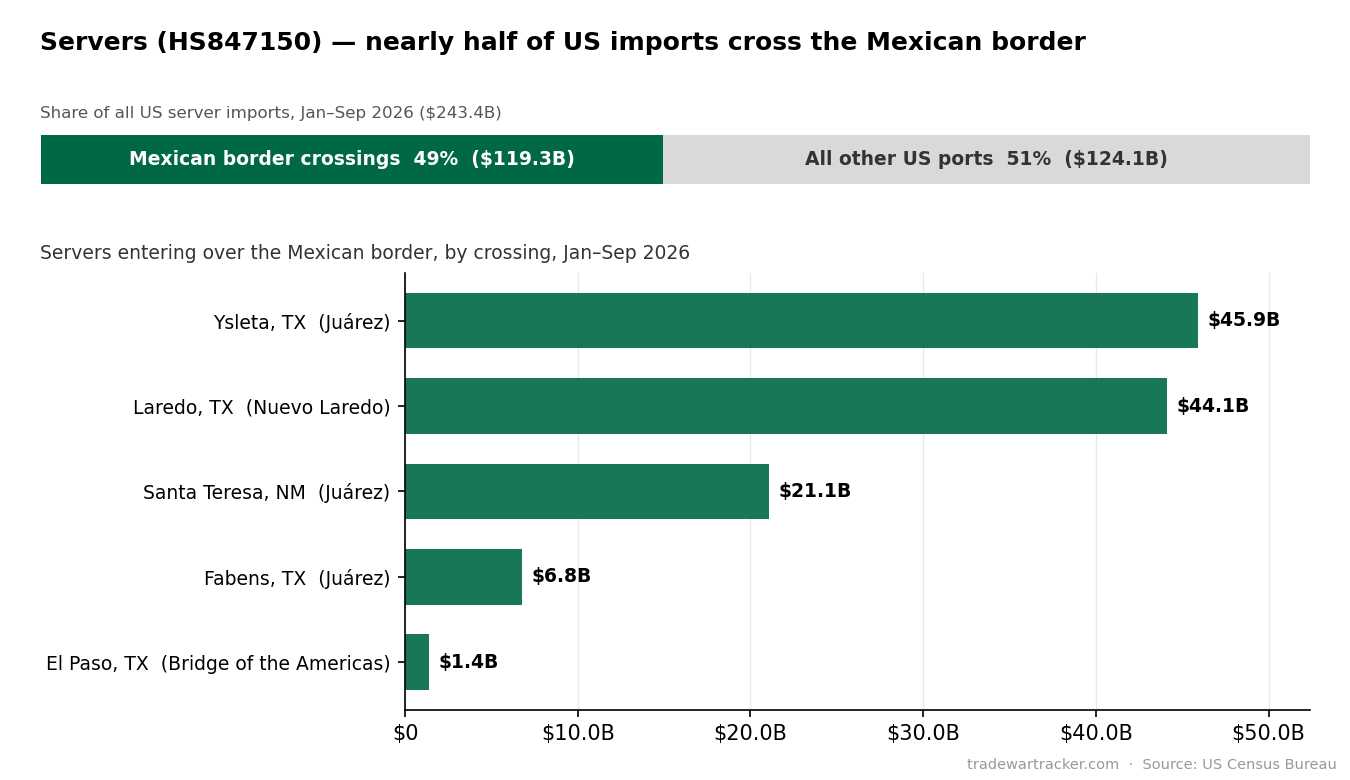 Servers (HS847150) — nearly half of US imports cross the Mexican border
Share of all US server imports, Jan–Sep 2026 ($243.4B)
Mexican border crossings 49% ($119.3B)
All other US ports 51% ($124.1B)
Servers entering over the Mexican border, by crossing, Jan–Sep 2026
Ysleta, TX (Juárez)
$45.9B
Laredo, TX (Nuevo Laredo)
$44.1B
Santa Teresa, NM (Juárez)
$21.1B
Fabens, TX (Juárez)
$6.8B
El Paso, TX (Bridge of the Americas)
$1.4B
$0 $10.0B $20.0B $30.0B $40.0B $50.0B
tradewartracker.com · Source: US Census Bureau